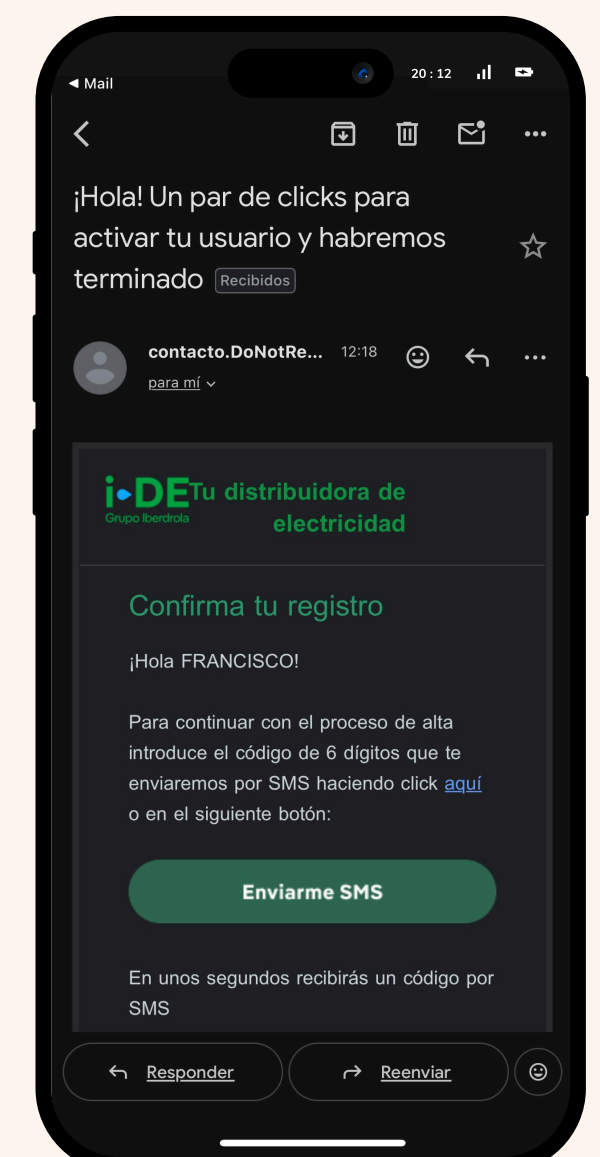 ◀ Mail
20:12
¡Hola! Un par de clicks para
activar tu usuario y habremos
terminado Recibidos
contacto.DoNotRe... 12:18
para mí
i-DE Tu distribuidora de
Grupo Iberdrola electricidad
Confirma tu registro
¡Hola FRANCISCO!
Para continuar con el proceso de alta
introduce el código de 6 dígitos que te
enviaremos por SMS haciendo click aquí
o en el siguiente botón:
Enviarme SMS
En unos segundos recibirás un código por
SMS
Responder Reenviar